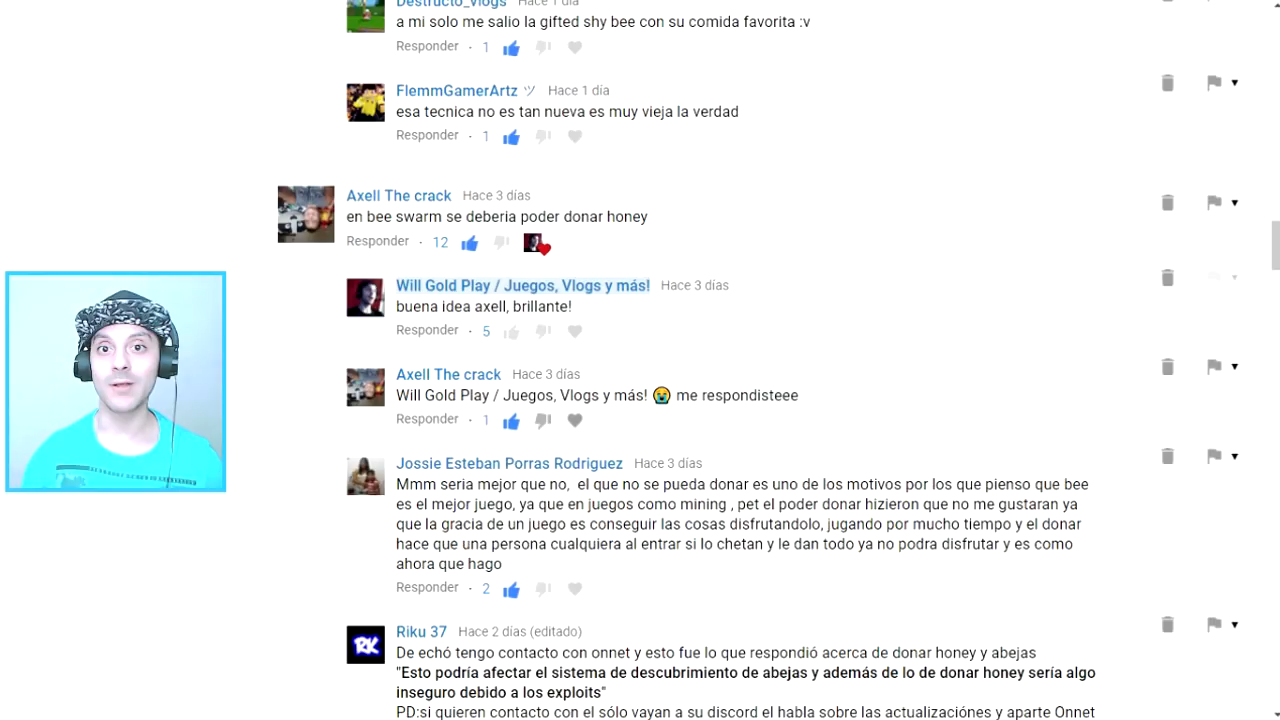 Destructo_vlogs Hace 1 día
a mi solo me salio la gifted shy bee con su comida favorita :v
Responder · 1
FlemmGamerArtz ツ Hace 1 día
esa tecnica no es tan nueva es muy vieja la verdad
Responder · 1
Axell The crack Hace 3 días
en bee swarm se deberia poder donar honey
Responder · 12
Will Gold Play / Juegos, Vlogs y más! Hace 3 días
buena idea axell, brillante!
Responder · 5
Axell The crack Hace 3 días
Will Gold Play / Juegos, Vlogs y más! 😭 me respondisteee
Responder · 1
Jossie Esteban Porras Rodriguez Hace 3 días
Mmm seria mejor que no, el que no se pueda donar es uno de los motivos por los que pienso que bee
es el mejor juego, ya que en juegos como mining , pet el poder donar hizieron que no me gustaran ya
que la gracia de un juego es conseguir las cosas disfrutandolo, jugando por mucho tiempo y el donar
hace que una persona cualquiera al entrar si lo chetan y le dan todo ya no podra disfrutar y es como
ahora que hago
Responder · 2
RK
Riku 37 Hace 2 días (editado)
De echó tengo contacto con onnet y esto fue lo que respondió acerca de donar honey y abejas
"Esto podría afectar el sistema de descubrimiento de abejas y además de lo de donar honey sería algo
inseguro debido a los exploits"
PD:si quieren contacto con el sólo vayan a su discord el habla sobre las actualizaciónes y aparte Onnet